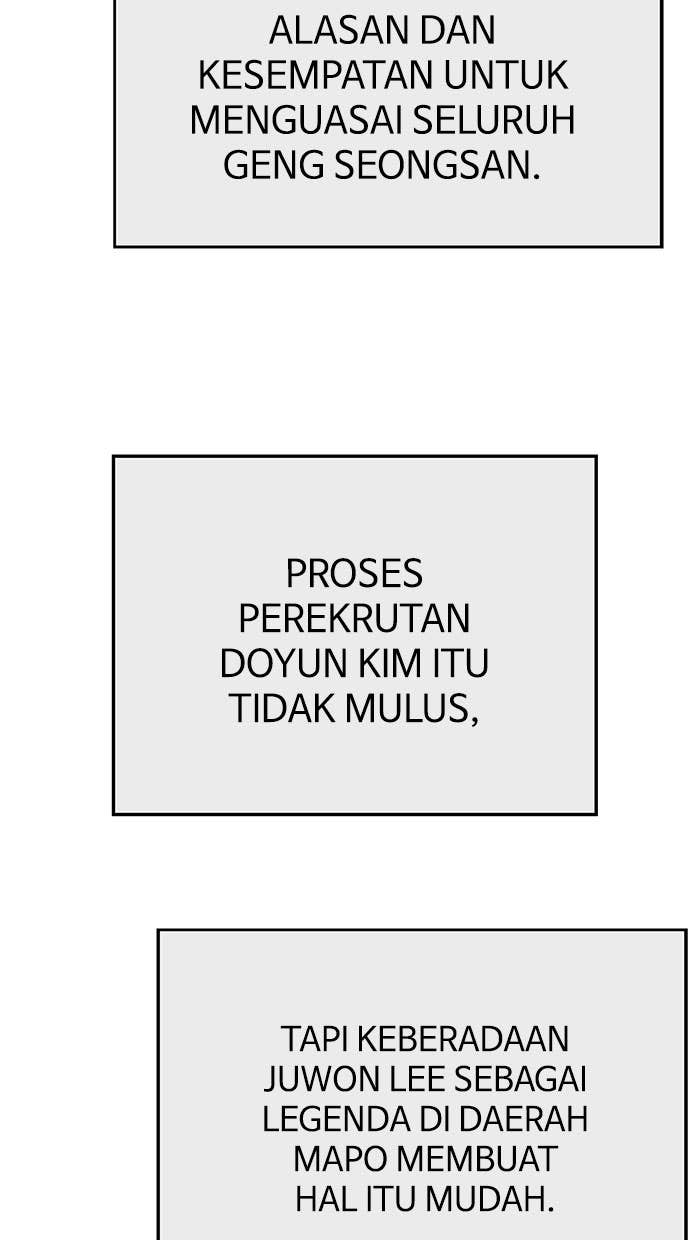 ALASAN DAN
KESEMPATAN UNTUK
MENGUASAI SELURUH
GENG SEONGSAN.
PROSES
PEREKRUTAN
DOYUN KIM ITU
TIDAK MULUS,
TAPI KEBERADAAN
JUWON LEE SEBAGAI
LEGENDA DI DAERAH
MAPO MEMBUAT
HAL ITU MUDAH.